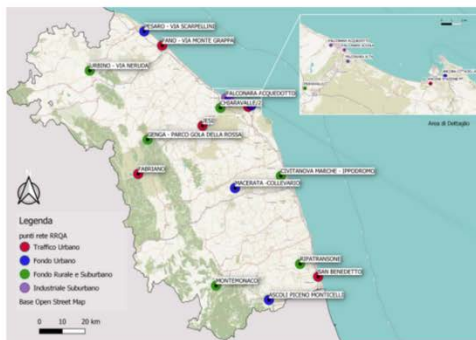 PESARO - VIA SCARPELLINI
FANO - VIA MONTE GRAPPA
URBINO - VIA NERUDA
FALCONARA ACQUEDOTTO
CHIARAVALLE/2
JESI
GENGA - PARCO GOLA DELLA ROSSA
FABRIANO
CIVITANOVA MARCHE - IPPODROMO
MACERATA - COLLEVARIO
RIPATRANSONE
SAN BENEDETTO
MONTEMONACO
ASCOLI PICENO MONTICELLI
Area di Dettaglio
Legenda
punti rete RRQA
Traffico Urbano
Fondo Urbano
Fondo Rurale e Suburbano
Industriale Suburbano
Base Open Street Map
0 10 20 km